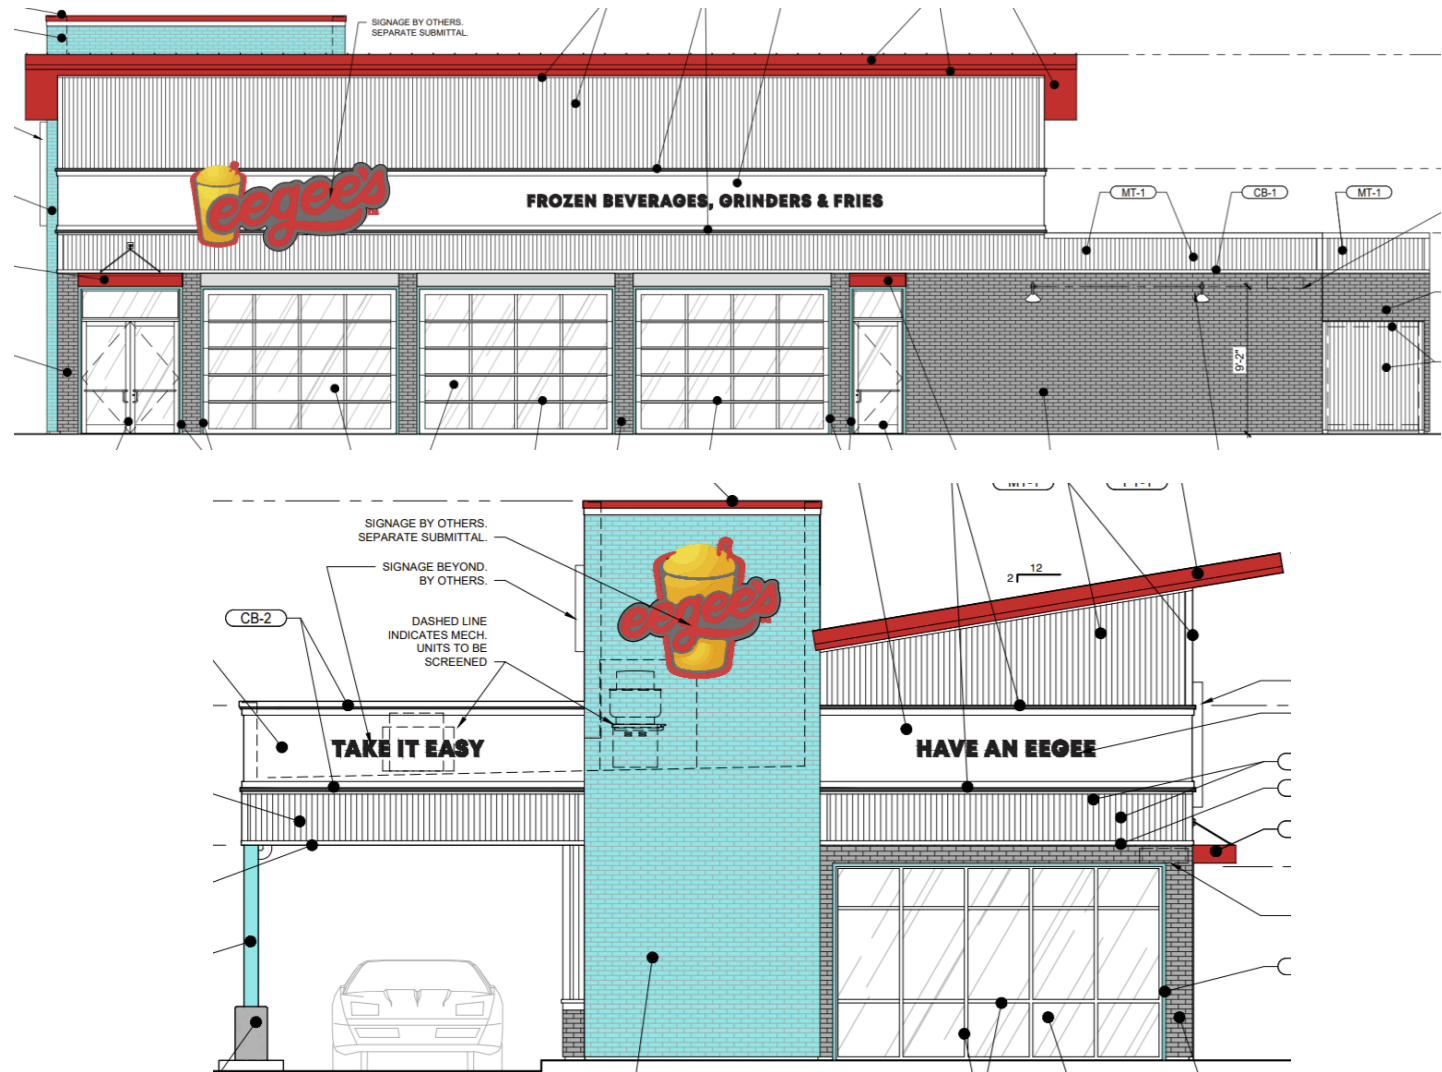 SIGNAGE BY OTHERS.
SEPARATE SUBMITTAL.
eegee's
FROZEN BEVERAGES, GRINDERS & FRIES
MT-1
CB-1
MT-1
9'-2"
SIGNAGE BY OTHERS.
SEPARATE SUBMITTAL.
SIGNAGE BEYOND.
BY OTHERS.
CB-2
DASHED LINE
INDICATES MECH.
UNITS TO BE
SCREENED
eegee's
12
2
TAKE IT EASY
HAVE AN EEGEE